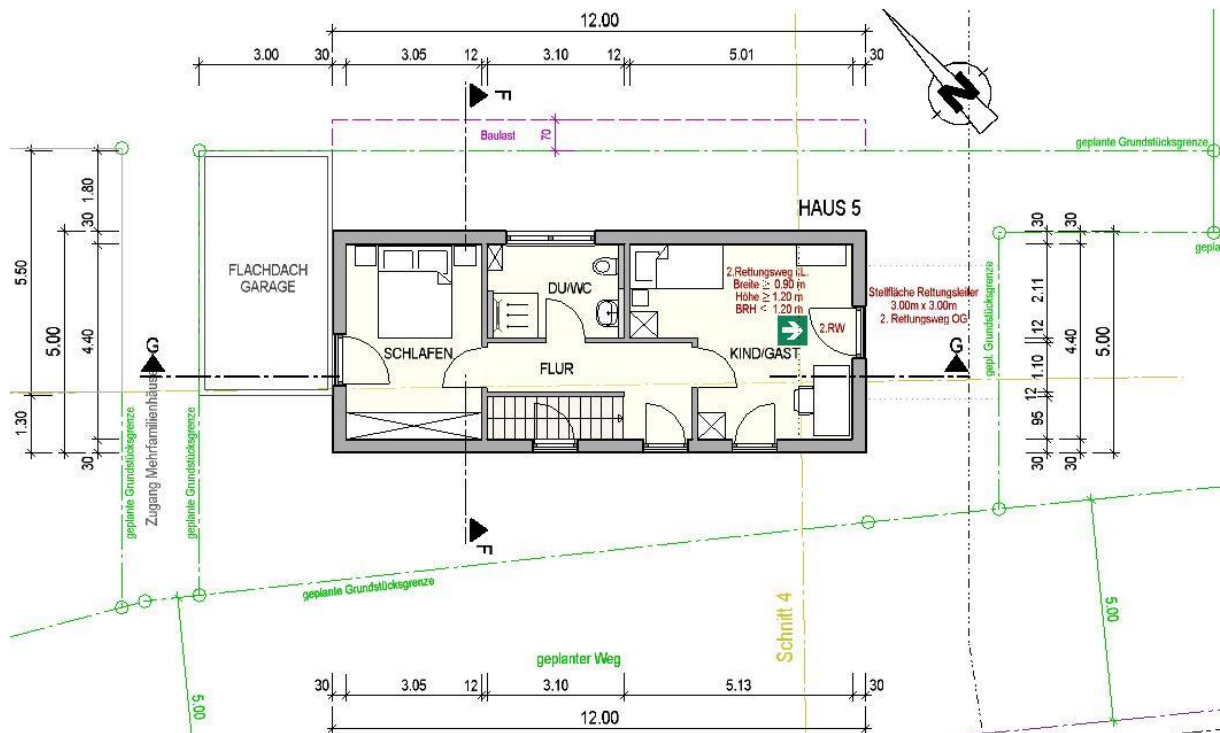 12.00
3.00 30 3.05 12 3.10 12 5.01 30
F
N
Baulast
70
geplante Grundstücksgrenze
HAUS 5
geplan
5.50
1.80
30
5.00
4.40
1.30
30
FLACHDACH
GARAGE
G
Zugang Mehrfamilienhäuser
geplante Grundstücksgrenze
geplante Grundstücksgrenze
SCHLAFEN
DU/WC
FLUR
KIND/GAST
2.Rettungsweg i.L.
Breite ≥ 0.90 m
Höhe ≥ 1.20 m
BRH < 1.20 m
2.RW
Stellfläche Rettungsleiter
3.00m x 3.00m
2. Rettungsweg OG
G
gepl. Grundstücksgrenze
30
2.11
12
1.10
12
95
30
30
4.40
30
5.00
F
geplante Grundstücksgrenze
Schnitt 4
5.00
5.00
geplanter Weg
30 3.05 12 3.10 5.13 30
12.00